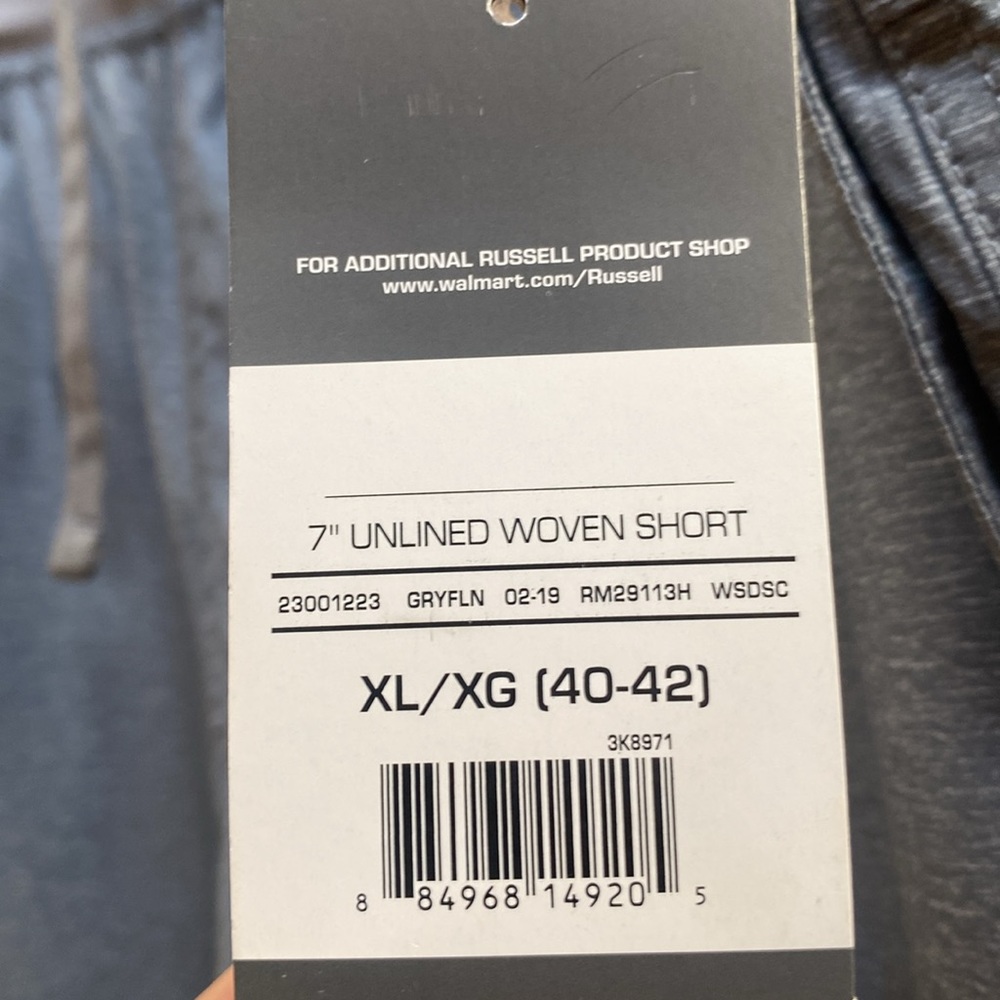 FOR ADDITIONAL RUSSELL PRODUCT SHOP
www.walmart.com/Russell
7" UNLINED WOVEN SHORT
23001223 GRYFLN 02-19 RM29113H WSDSC
XL/XG (40-42)
3K8971
8 84968 14920 5